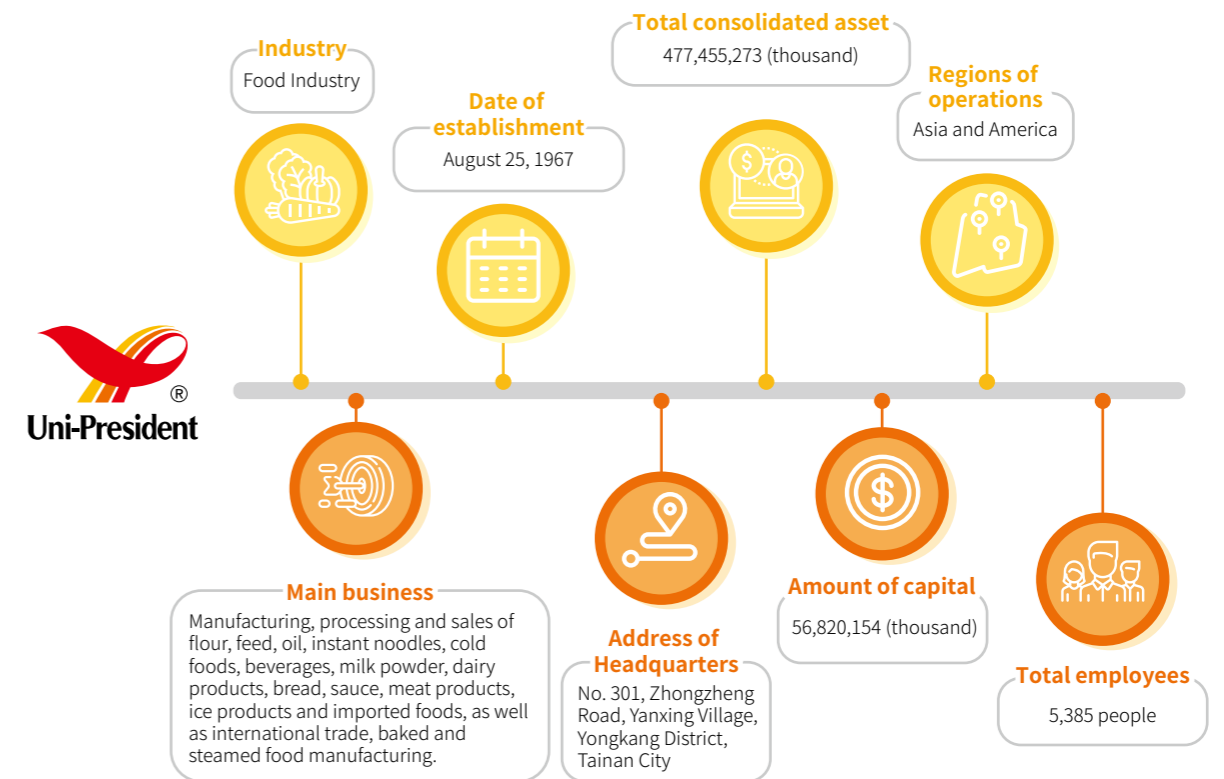 Industry
Food Industry
Date of
establishment
August 25, 1967
Total consolidated asset
477,455,273 (thousand)
Regions of
operations
Asia and America
®
Uni-President
Main business
Manufacturing, processing and sales of
flour, feed, oil, instant noodles, cold
foods, beverages, milk powder, dairy
products, bread, sauce, meat products,
ice products and imported foods, as well
as international trade, baked and
steamed food manufacturing.
Address of
Headquarters
No. 301, Zhongzheng
Road, Yanxing Village,
Yongkang District,
Tainan City
Amount of capital
56,820,154 (thousand)
Total employees
5,385 people